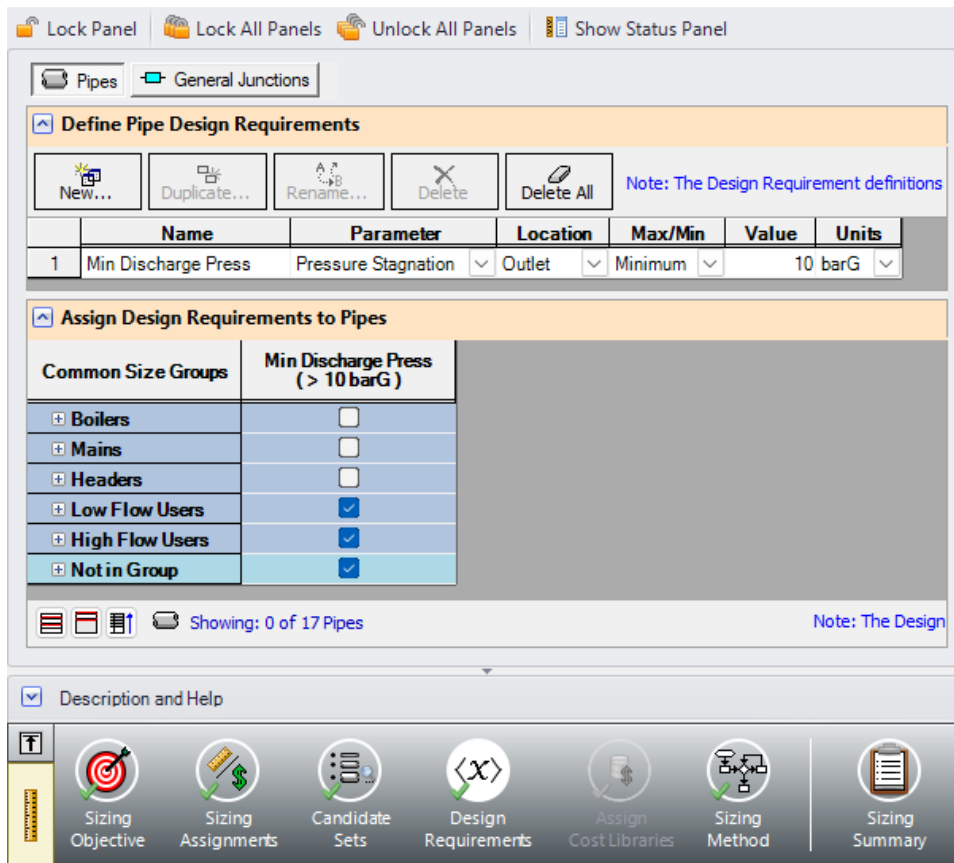 Lock Panel Lock All Panels Unlock All Panels Show Status Panel
Pipes General Junctions
Define Pipe Design Requirements
New... Duplicate... Rename... Delete Delete All Note: The Design Requirement definitions
Name Parameter Location Max/Min Value Units
1 Min Discharge Press Pressure Stagnation Outlet Minimum 10 barG
Assign Design Requirements to Pipes
Common Size Groups Min Discharge Press
( > 10 barG )
Boilers
Mains
Headers
Low Flow Users
High Flow Users
Not in Group
Showing: 0 of 17 Pipes Note: The Design
Description and Help
Sizing Sizing Candidate Design Assign Sizing Sizing
Objective Assignments Sets Requirements Cost Libraries Method Summary